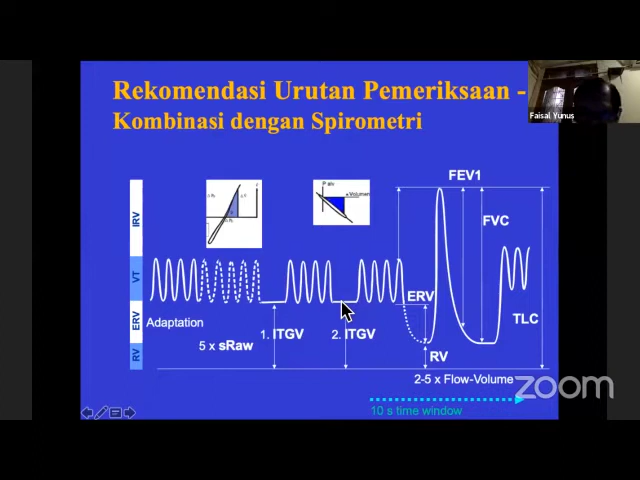 Rekomendasi Urutan Pemeriksaan -
Kombinasi dengan Spirometri
Faisal Yunus
FEV1
FVC
IRV
VT
ERV
RV
ERV
TLC
Adaptation
5 x sRaw
1. ITGV
2. ITGV
RV
2-5 x Flow-Volume
10 s time window
zoom